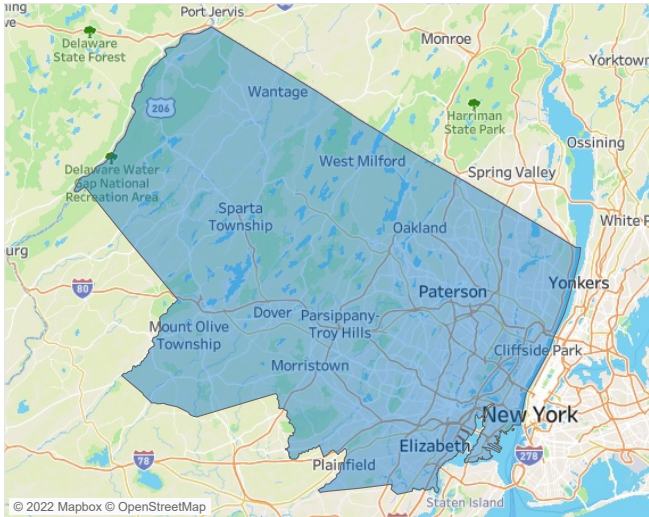 Port Jervis
ning
we
Delaware
State Forest
Monroe
Yorktown
Wantage
206
Harriman
State Park
Ossining
Delaware Water
Gap National
Recreation Area
West Milford
Spring Valley
Sparta
Township
Oakland
White P
urg
80
Paterson
Yonkers
Mount Olive
Township
Dover
Parsippany-
Troy Hills
Cliffside Park
Morristown
New York
Elizabeth
78
Plainfield
278
Staten Island
© 2022 Mapbox © OpenStreetMap